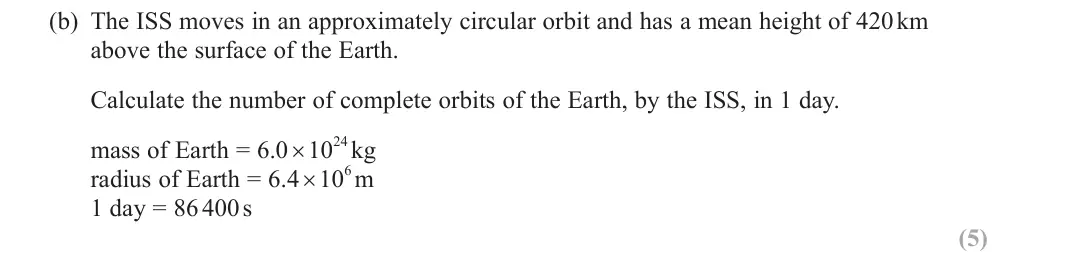 (b) The ISS moves in an approximately circular orbit and has a mean height of 420 km
above the surface of the Earth.
Calculate the number of complete orbits of the Earth, by the ISS, in 1 day.
mass of Earth = 6.0 × 10²⁴ kg
radius of Earth = 6.4 × 10⁶ m
1 day = 86 400 s
(5)